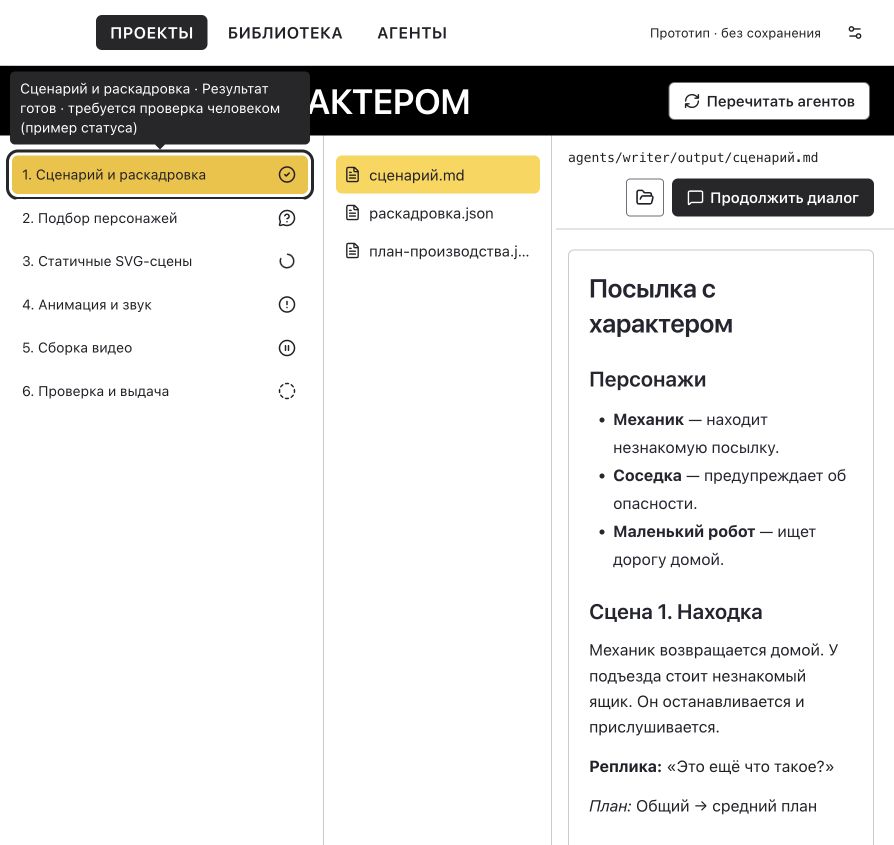 ПРОЕКТЫ
БИБЛИОТЕКА
АГЕНТЫ
Прототип · без сохранения
Сценарий и раскадровка · Результат
готов · требуется проверка человеком
(пример статуса)
АКТЕРОМ
Перечитать агентов
1. Сценарий и раскадровка
2. Подбор персонажей
3. Статичные SVG-сцены
4. Анимация и звук
5. Сборка видео
6. Проверка и выдача
сценарий.md
раскадровка.json
план-производства.j...
agents/writer/output/сценарий.md
Продолжить диалог
Посылка с
характером
Персонажи
• Механик — находит
незнакомую посылку.
• Соседка — предупреждает об
опасности.
• Маленький робот — ищет
дорогу домой.
Сцена 1. Находка
Механик возвращается домой. У
подъезда стоит незнакомый
ящик. Он останавливается и
прислушивается.
Реплика: «Это ещё что такое?»
План: Общий → средний план